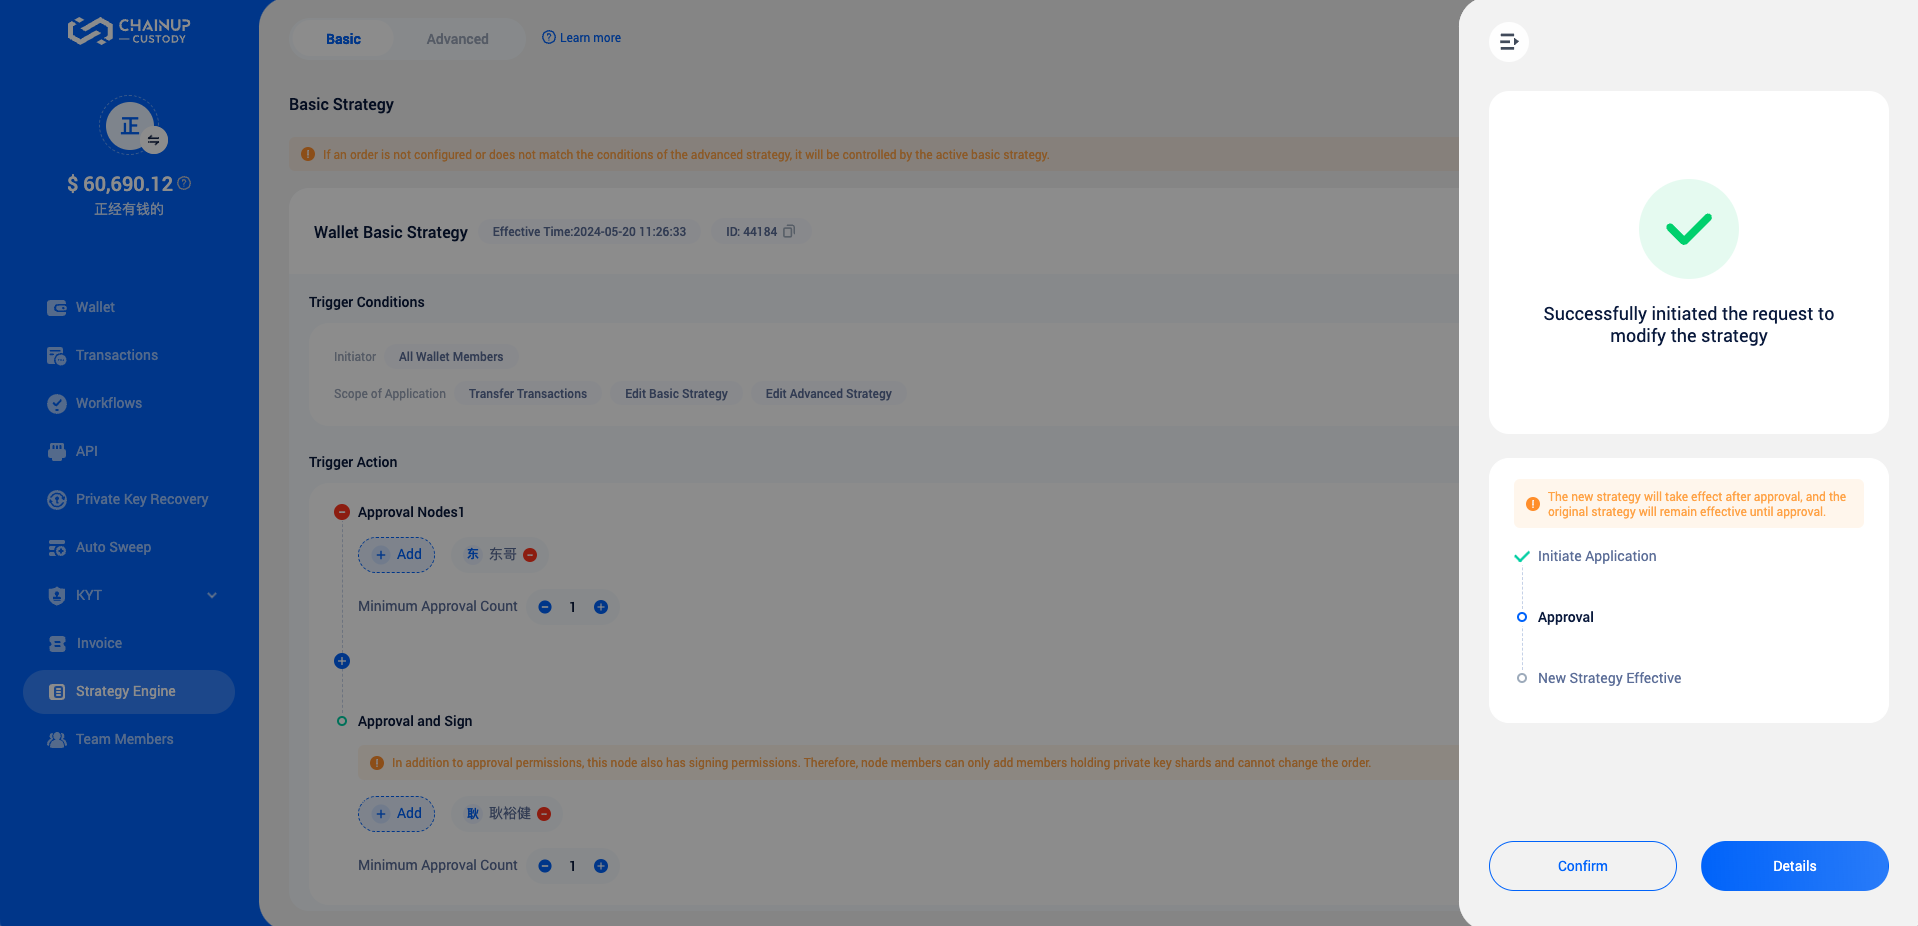 CHAINUP
CUSTODY
正
$ 60,690.12
正经有钱的
Wallet
Transactions
Workflows
API
Private Key Recovery
Auto Sweep
KYT
Invoice
Strategy Engine
Team Members
Basic
Advanced
Learn more
Basic Strategy
If an order is not configured or does not match the conditions of the advanced strategy, it will be controlled by the active basic strategy.
Wallet Basic Strategy
Effective Time:2024-05-20 11:26:33
ID: 44184
Trigger Conditions
Initiator
All Wallet Members
Scope of Application
Transfer Transactions
Edit Basic Strategy
Edit Advanced Strategy
Trigger Action
Approval Nodes1
Add
东
东哥
Minimum Approval Count
1
Approval and Sign
In addition to approval permissions, this node also has signing permissions. Therefore, node members can only add members holding private key shards and cannot change the order.
Add
耿
耿裕健
Minimum Approval Count
1
Successfully initiated the request to
modify the strategy
The new strategy will take effect after approval, and the
original strategy will remain effective until approval.
Initiate Application
Approval
New Strategy Effective
Confirm
Details